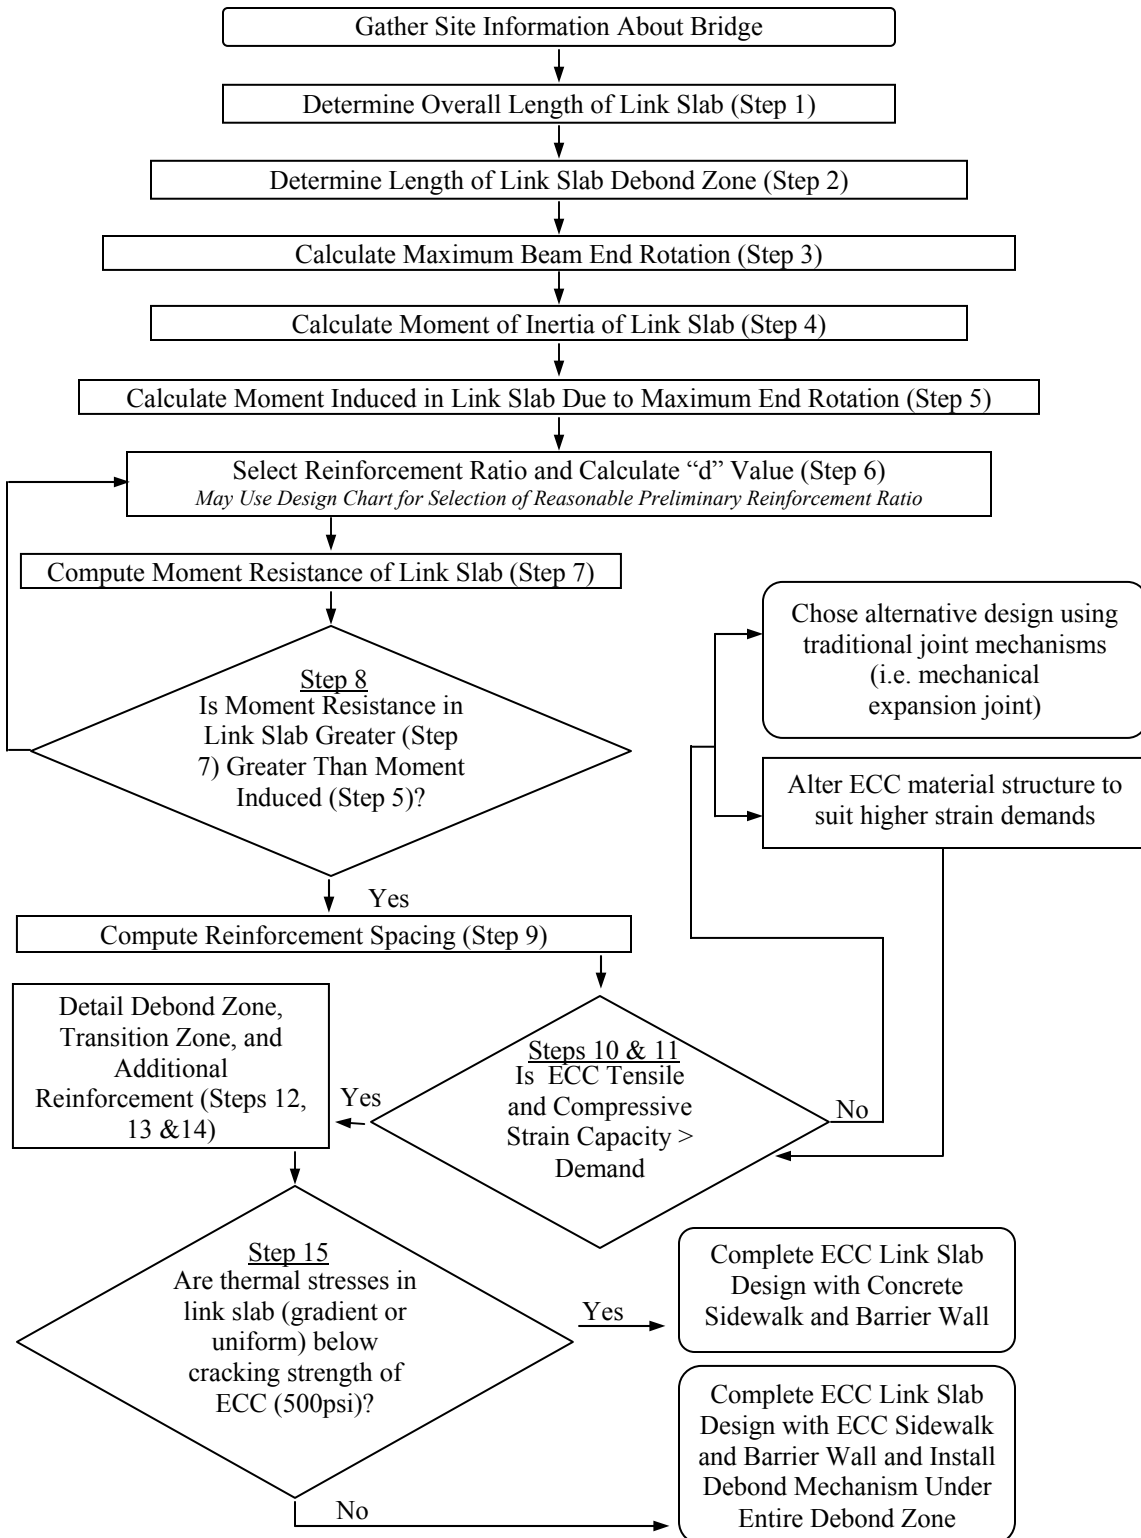 Gather Site Information About Bridge
Determine Overall Length of Link Slab (Step 1)
Determine Length of Link Slab Debond Zone (Step 2)
Calculate Maximum Beam End Rotation (Step 3)
Calculate Moment of Inertia of Link Slab (Step 4)
Calculate Moment Induced in Link Slab Due to Maximum End Rotation (Step 5)
Select Reinforcement Ratio and Calculate “d” Value (Step 6)
May Use Design Chart for Selection of Reasonable Preliminary Reinforcement Ratio
Compute Moment Resistance of Link Slab (Step 7)
Step 8
Is Moment Resistance in
Link Slab Greater (Step
7) Greater Than Moment
Induced (Step 5)?
Yes
Compute Reinforcement Spacing (Step 9)
Chose alternative design using
traditional joint mechanisms
(i.e. mechanical
expansion joint)
Alter ECC material structure to
suit higher strain demands
Steps 10 & 11
Is ECC Tensile
and Compressive
Strain Capacity >
Demand
No
Yes
Detail Debond Zone,
Transition Zone, and
Additional
Reinforcement (Steps 12,
13 &14)
Step 15
Are thermal stresses in
link slab (gradient or
uniform) below
cracking strength of
ECC (500psi)?
Yes
Complete ECC Link Slab
Design with Concrete
Sidewalk and Barrier Wall
No
Complete ECC Link Slab
Design with ECC Sidewalk
and Barrier Wall and Install
Debond Mechanism Under
Entire Debond Zone